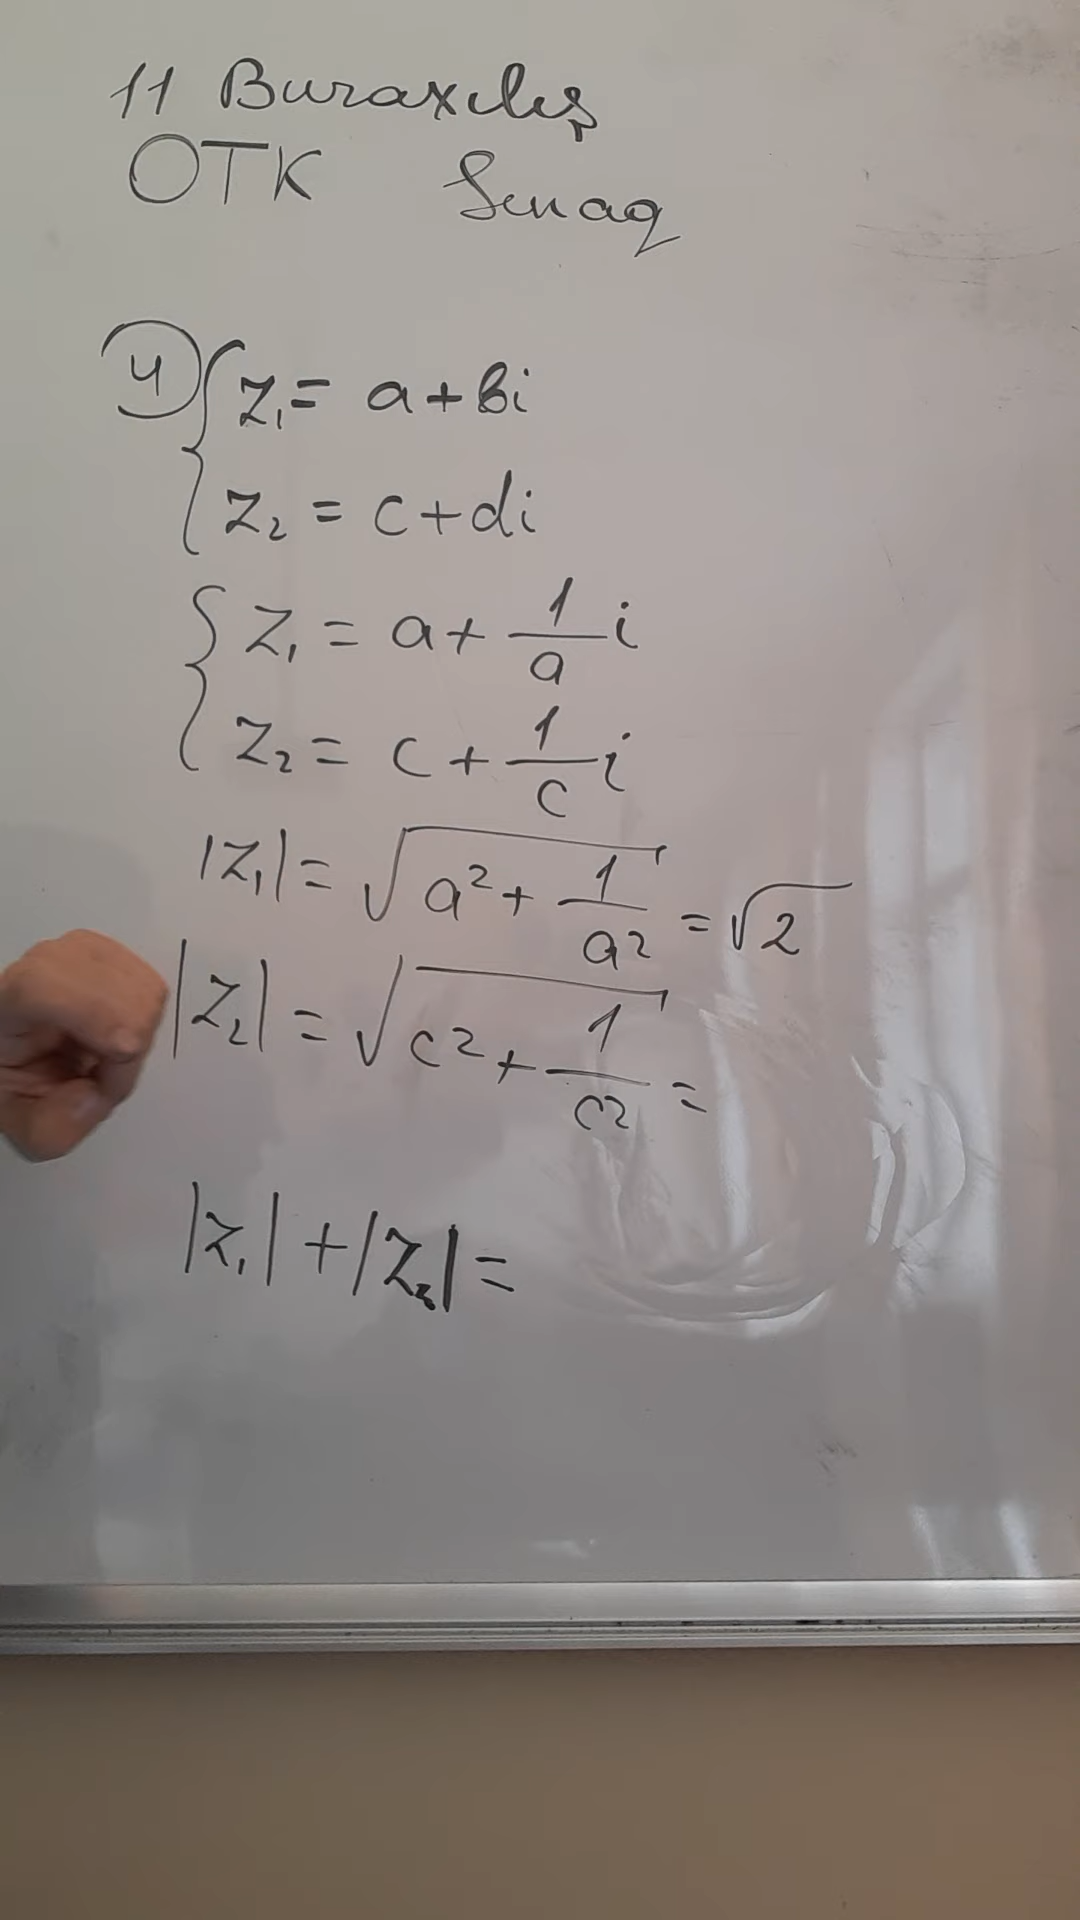 11 Buraxılış
OTK Sınaq
4 { z₁ = a + bi
z₂ = c + di
{ z₁ = a + 1/a i
z₂ = c + 1/c i
|z₁| = √(a² + 1/a²) = √2
|z₂| = √(c² + 1/c²) =
|z₁| + |z₂| =